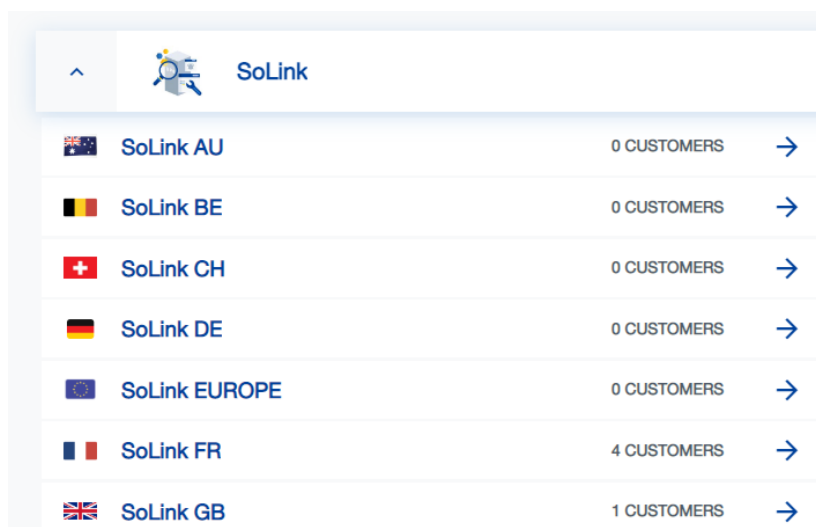 SoLink
SoLink AU 0 CUSTOMERS
SoLink BE 0 CUSTOMERS
SoLink CH 0 CUSTOMERS
SoLink DE 0 CUSTOMERS
SoLink EUROPE 0 CUSTOMERS
SoLink FR 4 CUSTOMERS
SoLink GB 1 CUSTOMERS